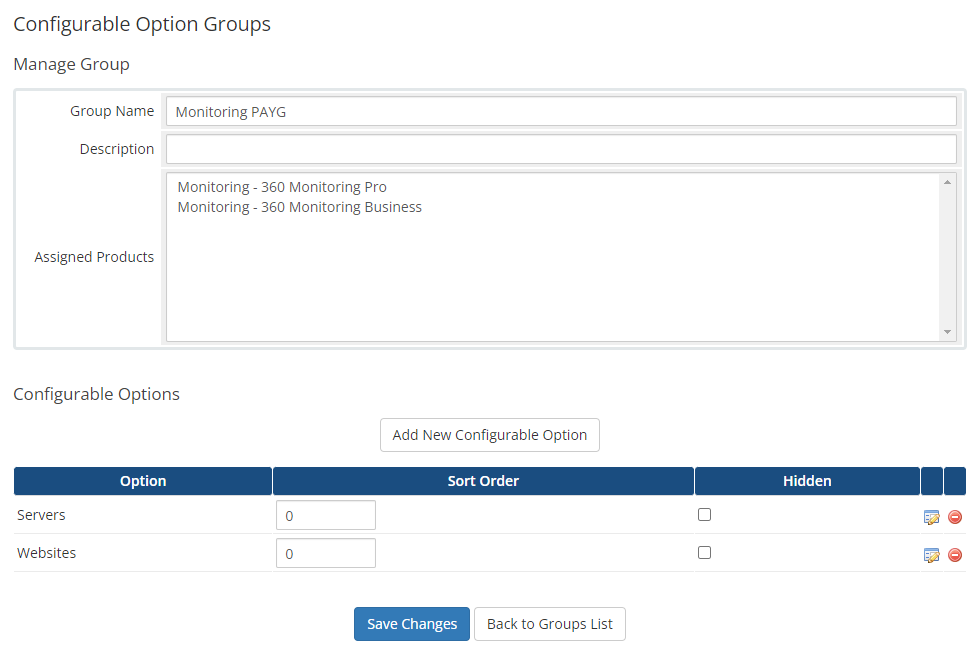 Configurable Option Groups
Manage Group
Group Name Monitoring PAYG
Description
Monitoring - 360 Monitoring Pro
Monitoring - 360 Monitoring Business
Assigned Products
Configurable Options
Add New Configurable Option
Option Sort Order Hidden
Servers 0
Websites 0
Save Changes Back to Groups List